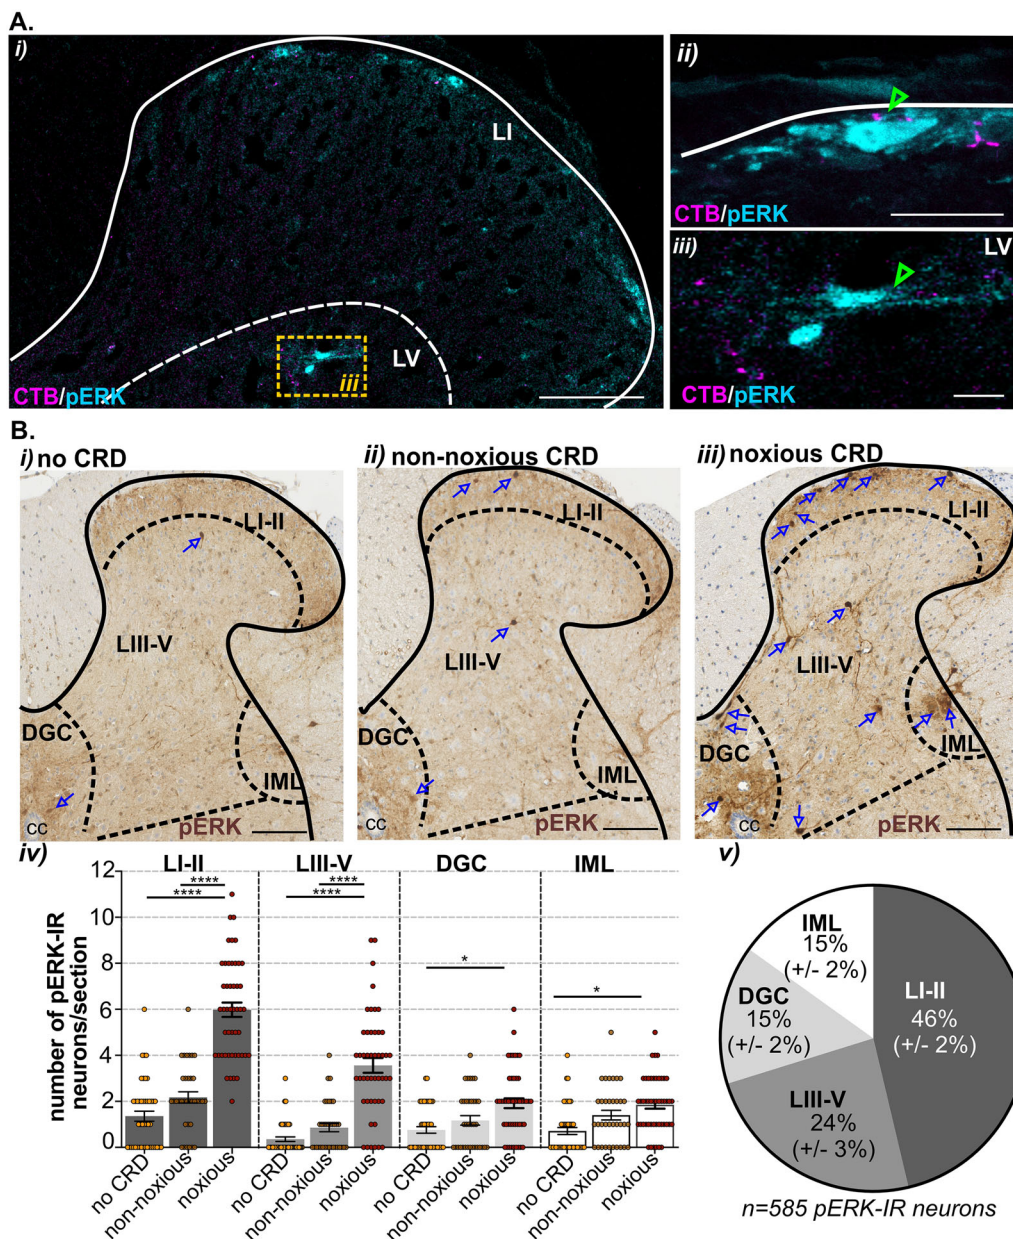 A.
i)
LI
LV
iii
CTB/pERK
ii)
CTB/pERK
iii)
LV
CTB/pERK
B.
i) no CRD
LI-II
LIII-V
DGC
IML
CC
pERK
ii) non-noxious CRD
LI-II
LIII-V
DGC
IML
CC
pERK
iii) noxious CRD
LI-II
LIII-V
DGC
IML
CC
pERK
iv)
LI-II
LIII-V
DGC
IML
number of pERK-IR
neurons/section
12
10
8
6
4
2
0
****
****
****
****
*
*
no CRD
non-noxious
noxious
no CRD
non-noxious
noxious
no CRD
non-noxious
noxious
no CRD
non-noxious
noxious
v)
IML
15%
(+/- 2%)
DGC
15%
(+/- 2%)
LI-II
46%
(+/- 2%)
LIII-V
24%
(+/- 3%)
n=585 pERK-IR neurons